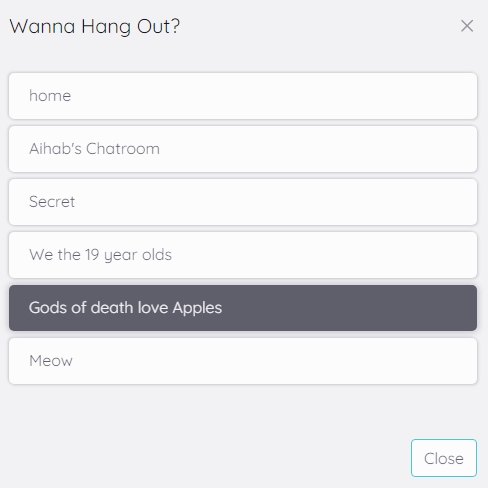 Wanna Hang Out?
home
Aihab's Chatroom
Secret
We the 19 year olds
Gods of death love Apples
Meow
Close